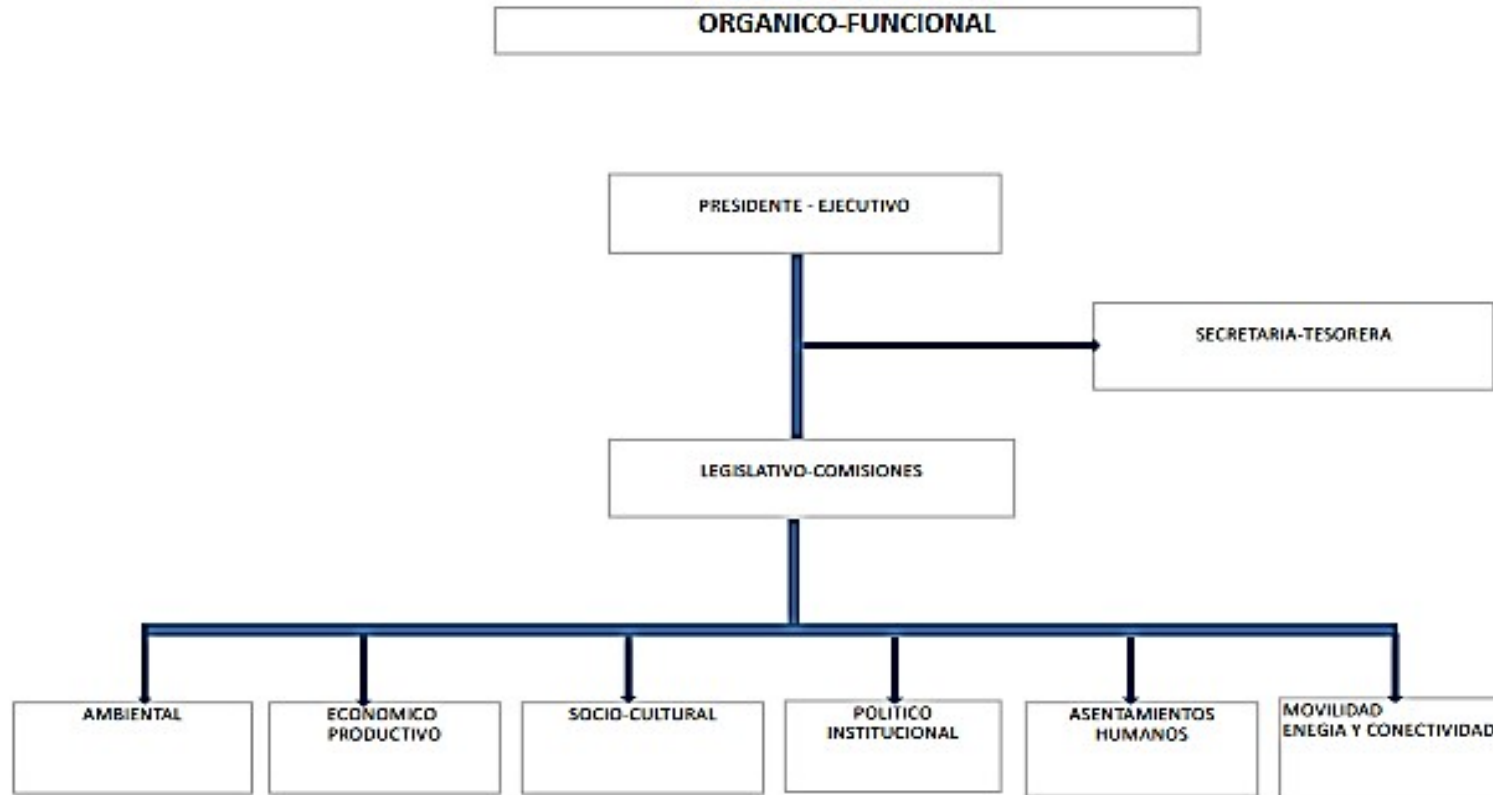 ORGANICO-FUNCIONAL
PRESIDENTE - EJECUTIVO
SECRETARIA-TESORERA
LEGISLATIVO-COMISIONES
AMBIENTAL
ECONOMICO
PRODUCTIVO
SOCIO-CULTURAL
POLITICO
INSTITUCIONAL
ASENTAMIENTOS
HUMANOS
MOVILIDAD
ENEGIA Y CONECTIVIDAD